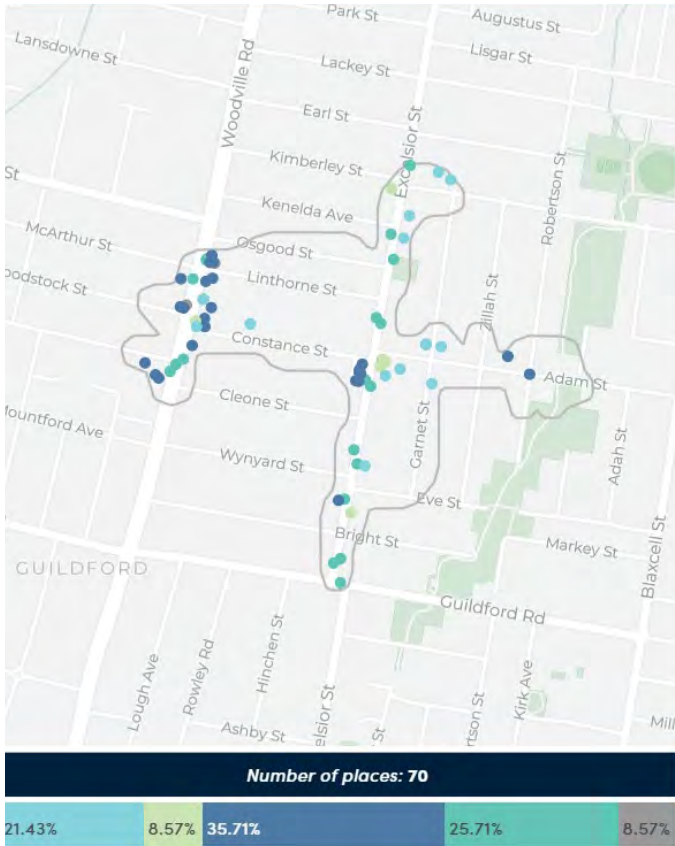 Park St
Augustus St
Lansdowne St
Woodville Rd
Lackey St
Lisgar St
Excelsior St
Earl St
Kimberley St
Robertson St
St
Kenelda Ave
McArthur St
Osgood St
Linthorne St
oodstock St
Zillah St
Constance St
Adam St
Cleone St
Mountford Ave
Garnet St
Wynyard St
Adah St
Eve St
Bright St
Markey St
Blaxcell St
GUILDFORD
Guildford Rd
Lough Ave
Rowley Rd
Hinchen St
elsior St
St
rtson St
Kirk Ave
Ashby St
Mill
Number of places: 70
21.43% 8.57% 35.71% 25.71% 8.57%